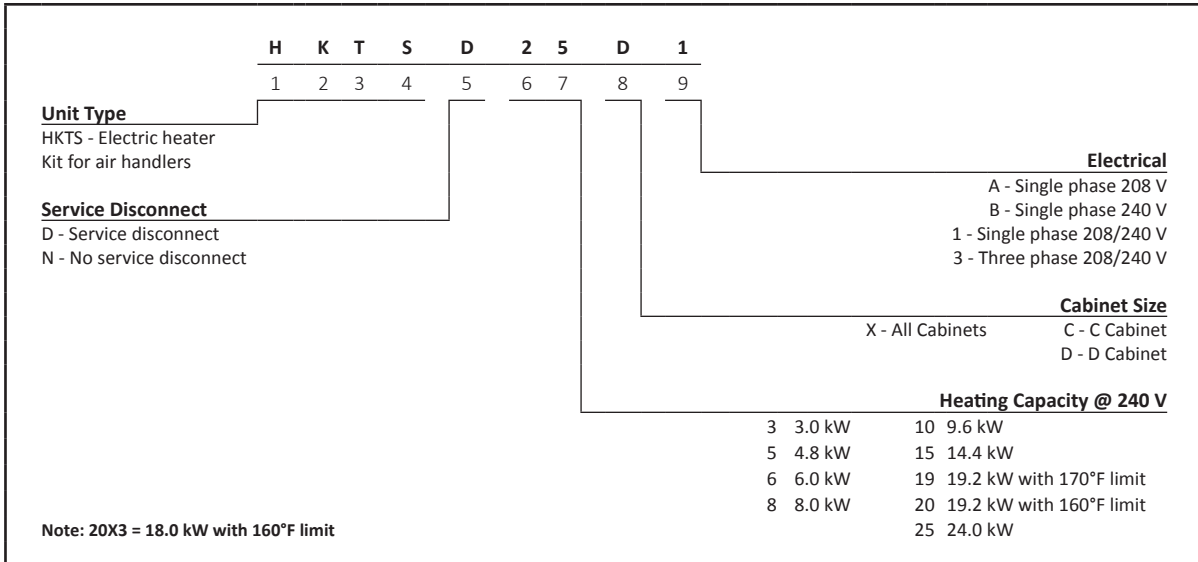 H K T S D 2 5 D 1
1 2 3 4 5 6 7 8 9
Unit Type
HKTS - Electric heater
Kit for air handlers
Service Disconnect
D - Service disconnect
N - No service disconnect
Electrical
A - Single phase 208 V
B - Single phase 240 V
1 - Single phase 208/240 V
3 - Three phase 208/240 V
Cabinet Size
X - All Cabinets C - C Cabinet
D - D Cabinet
Heating Capacity @ 240 V
3 3.0 kW 10 9.6 kW
5 4.8 kW 15 14.4 kW
6 6.0 kW 19 19.2 kW with 170°F limit
8 8.0 kW 20 19.2 kW with 160°F limit
25 24.0 kW
Note: 20X3 = 18.0 kW with 160°F limit